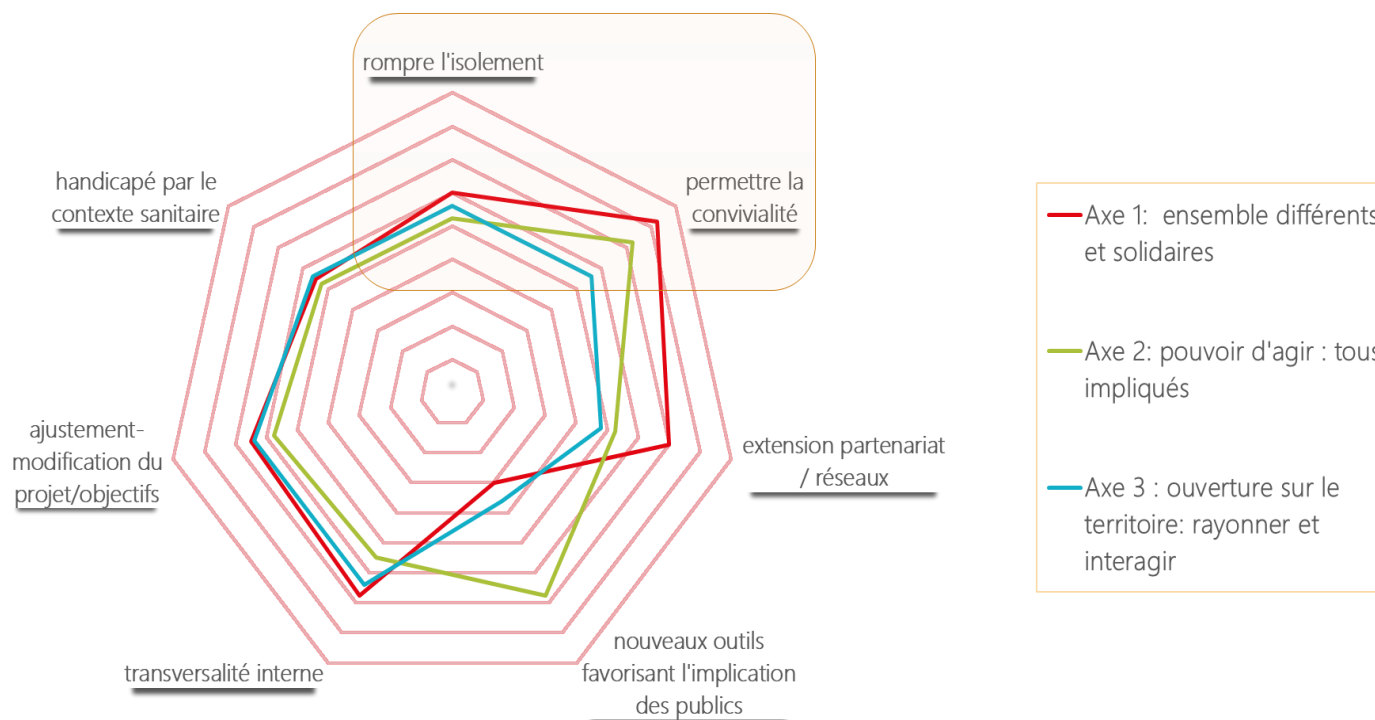 rompre l'isolement
permettre la
convivialité
extension partenariat
/ réseaux
nouveaux outils
favorisant l'implication
des publics
transversalité interne
ajustement-
modification du
projet/objectifs
handicapé par le
contexte sanitaire
Axe 1: ensemble différents
et solidaires
Axe 2: pouvoir d'agir : tous
impliqués
Axe 3 : ouverture sur le
territoire: rayonner et
interagir